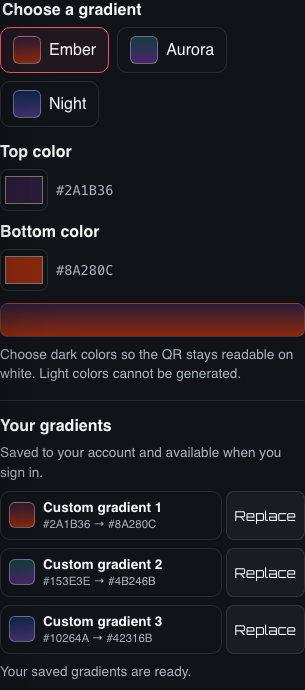 Choose a gradient
Ember
Aurora
Night
Top color
#2A1B36
Bottom color
#8A280C
Choose dark colors so the QR stays readable on
white. Light colors cannot be generated.
Your gradients
Saved to your account and available when you
sign in.
Custom gradient 1
#2A1B36 → #8A280C
Replace
Custom gradient 2
#153E3E → #4B246B
Replace
Custom gradient 3
#10264A → #42316B
Replace
Your saved gradients are ready.